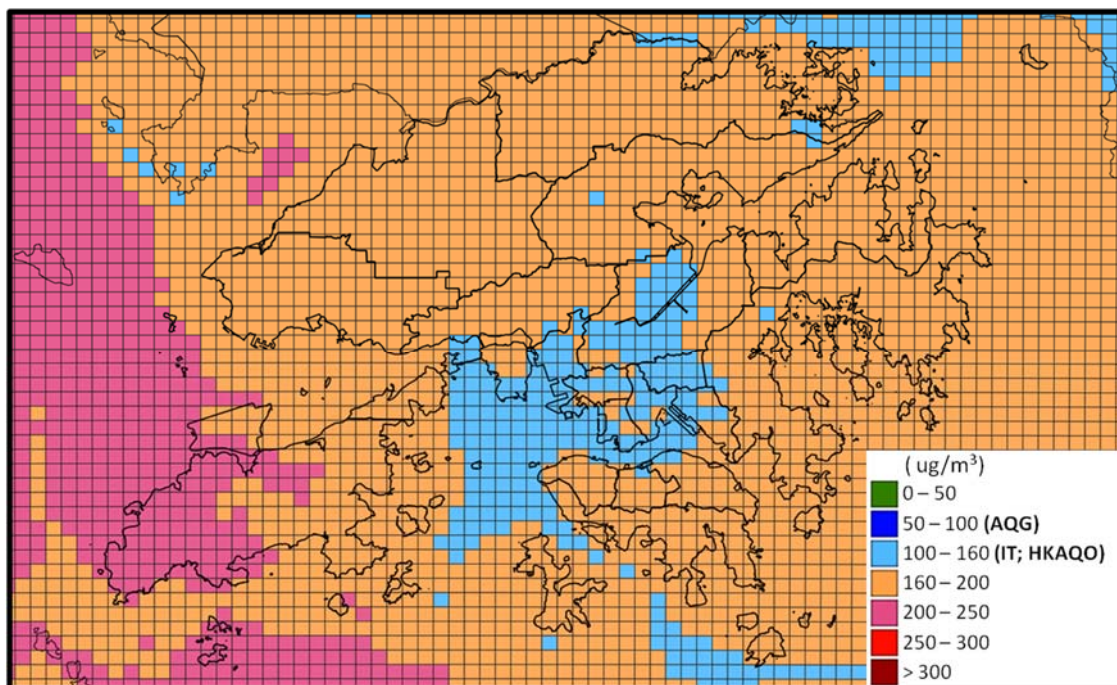 ( ug/m³)
0 – 50
50 – 100 (AQG)
100 – 160 (IT; HKAQO)
160 – 200
200 – 250
250 – 300
> 300